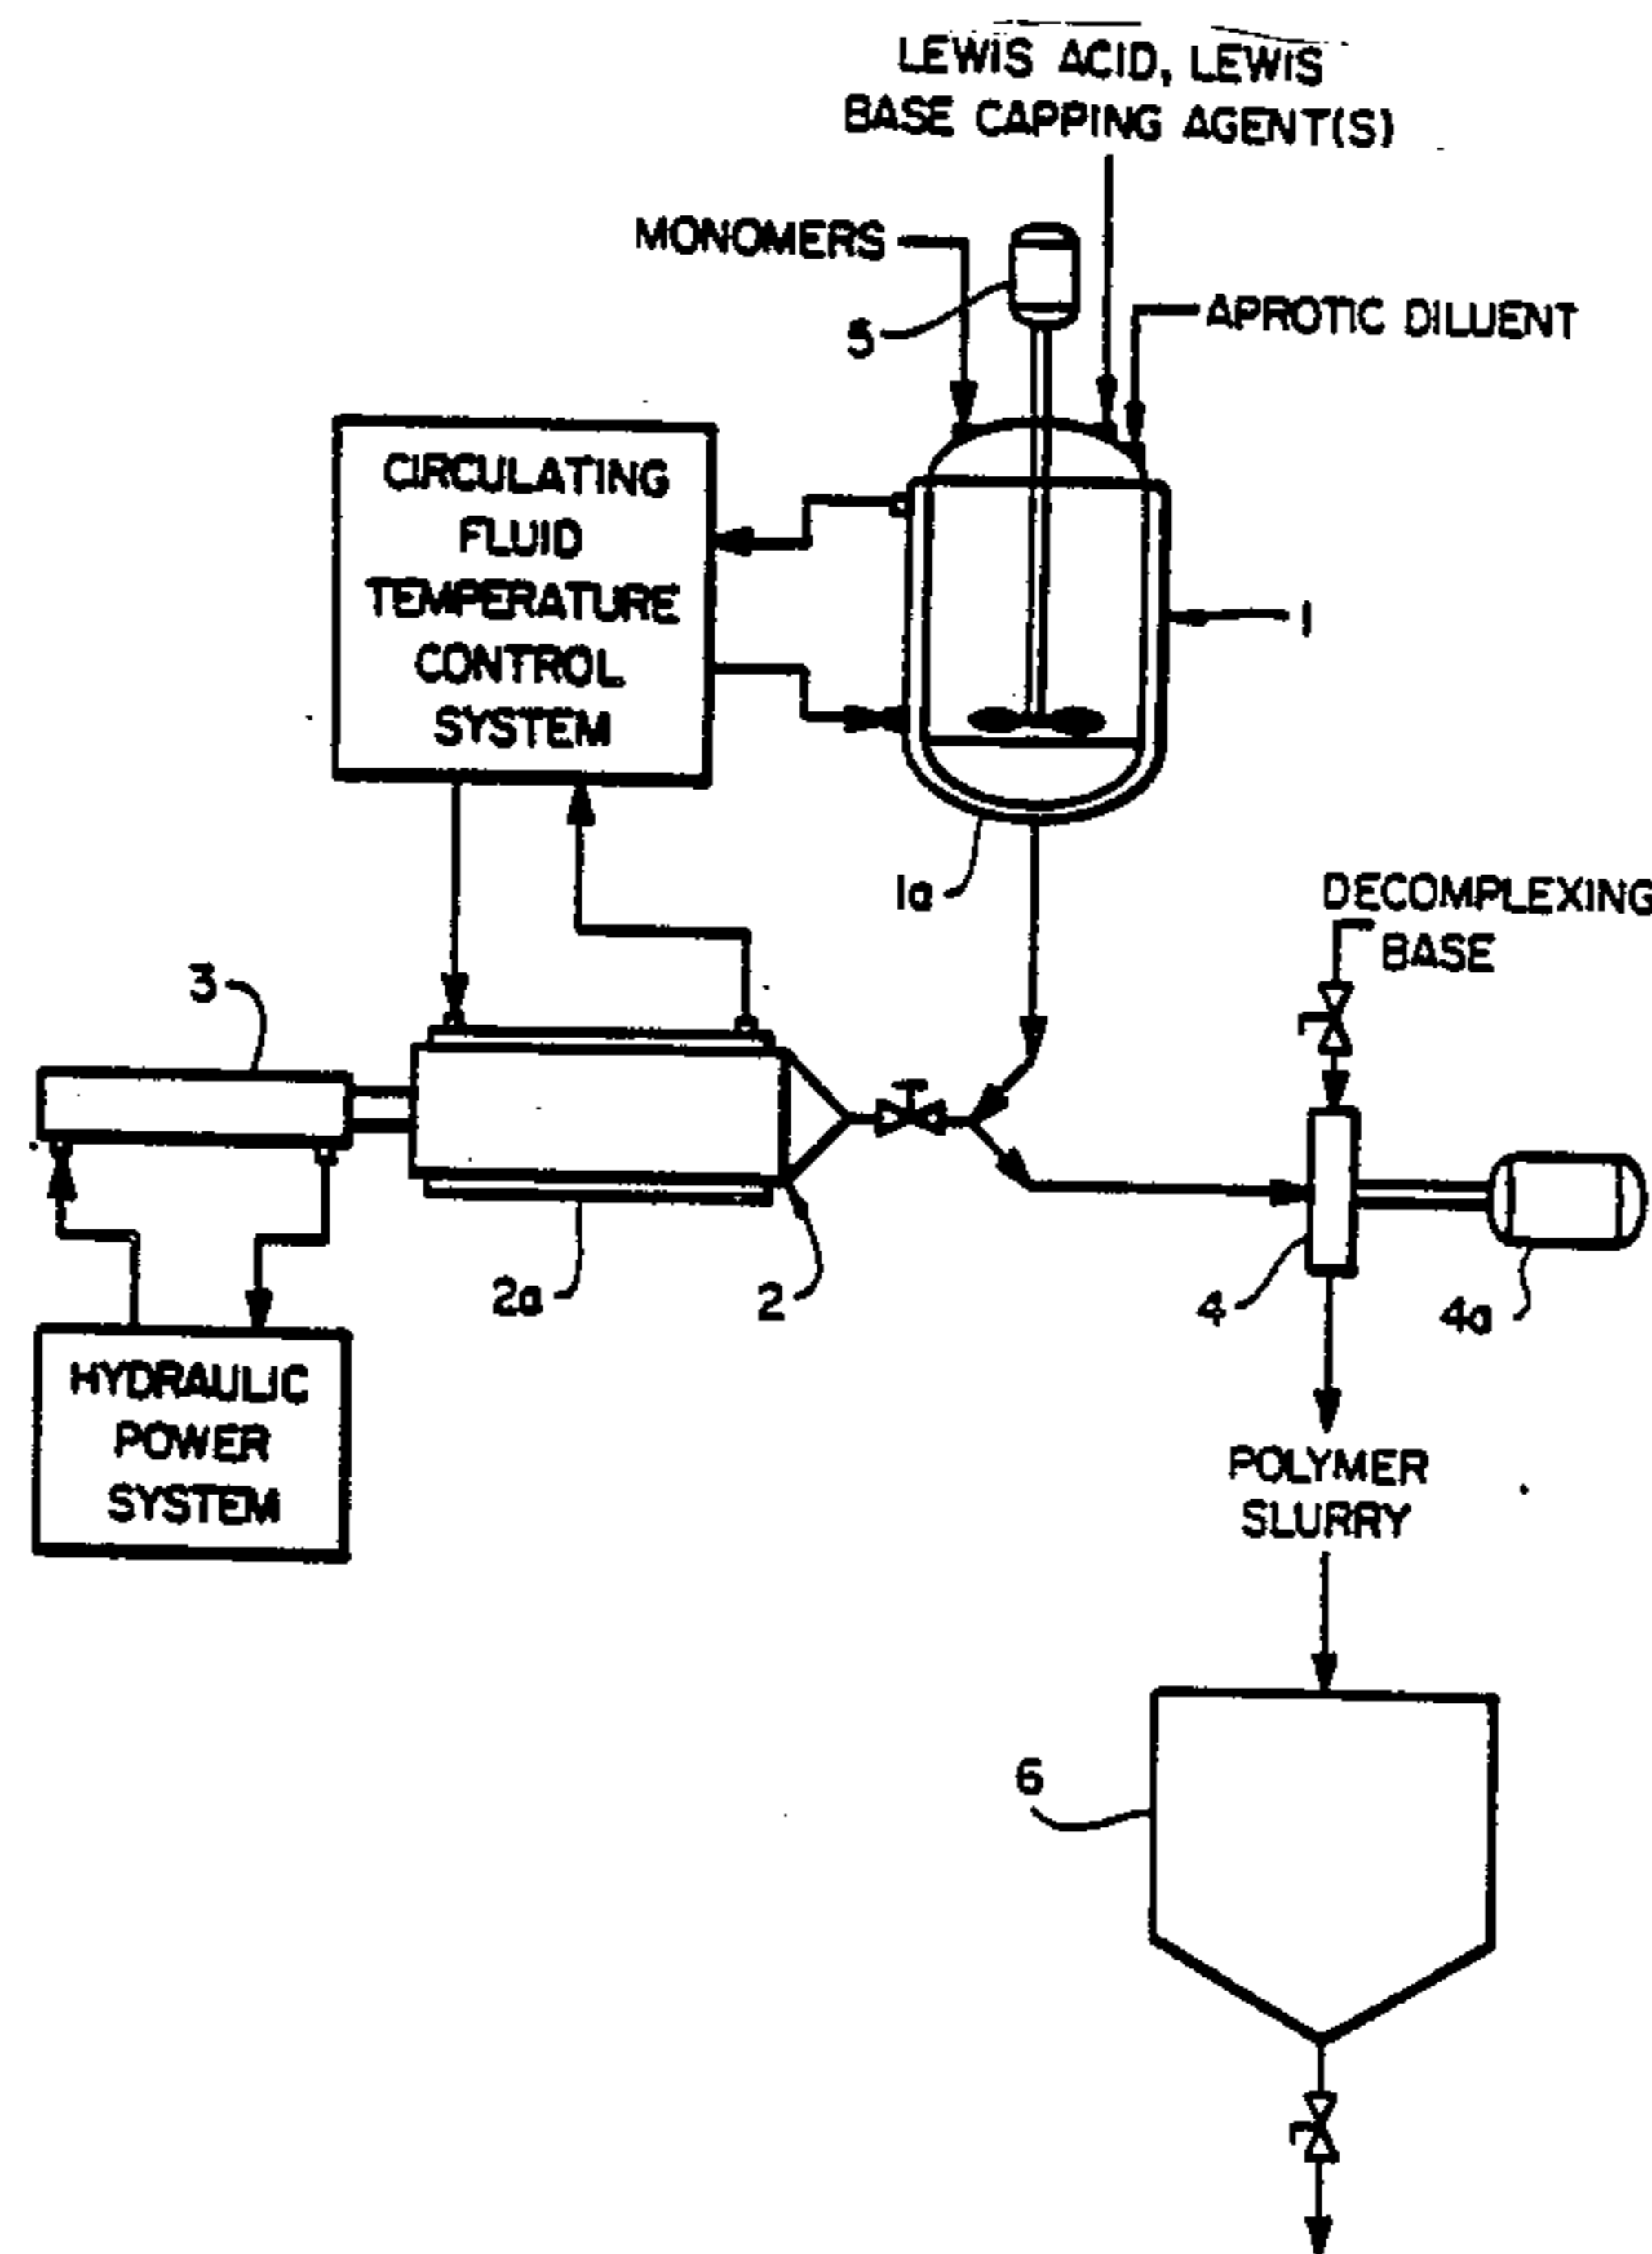 LEWIS ACID, LEWIS
BASE CAPPING AGENT(S)
MONOMERS
5
APROTIC DILUENT
CIRCULATING
FLUID
TEMPERATURE
CONTROL
SYSTEM
1
1a
DECOMPLEXING
BASE
3
2a
2
4
4a
HYDRAULIC
POWER
SYSTEM
POLYMER
SLURRY
6